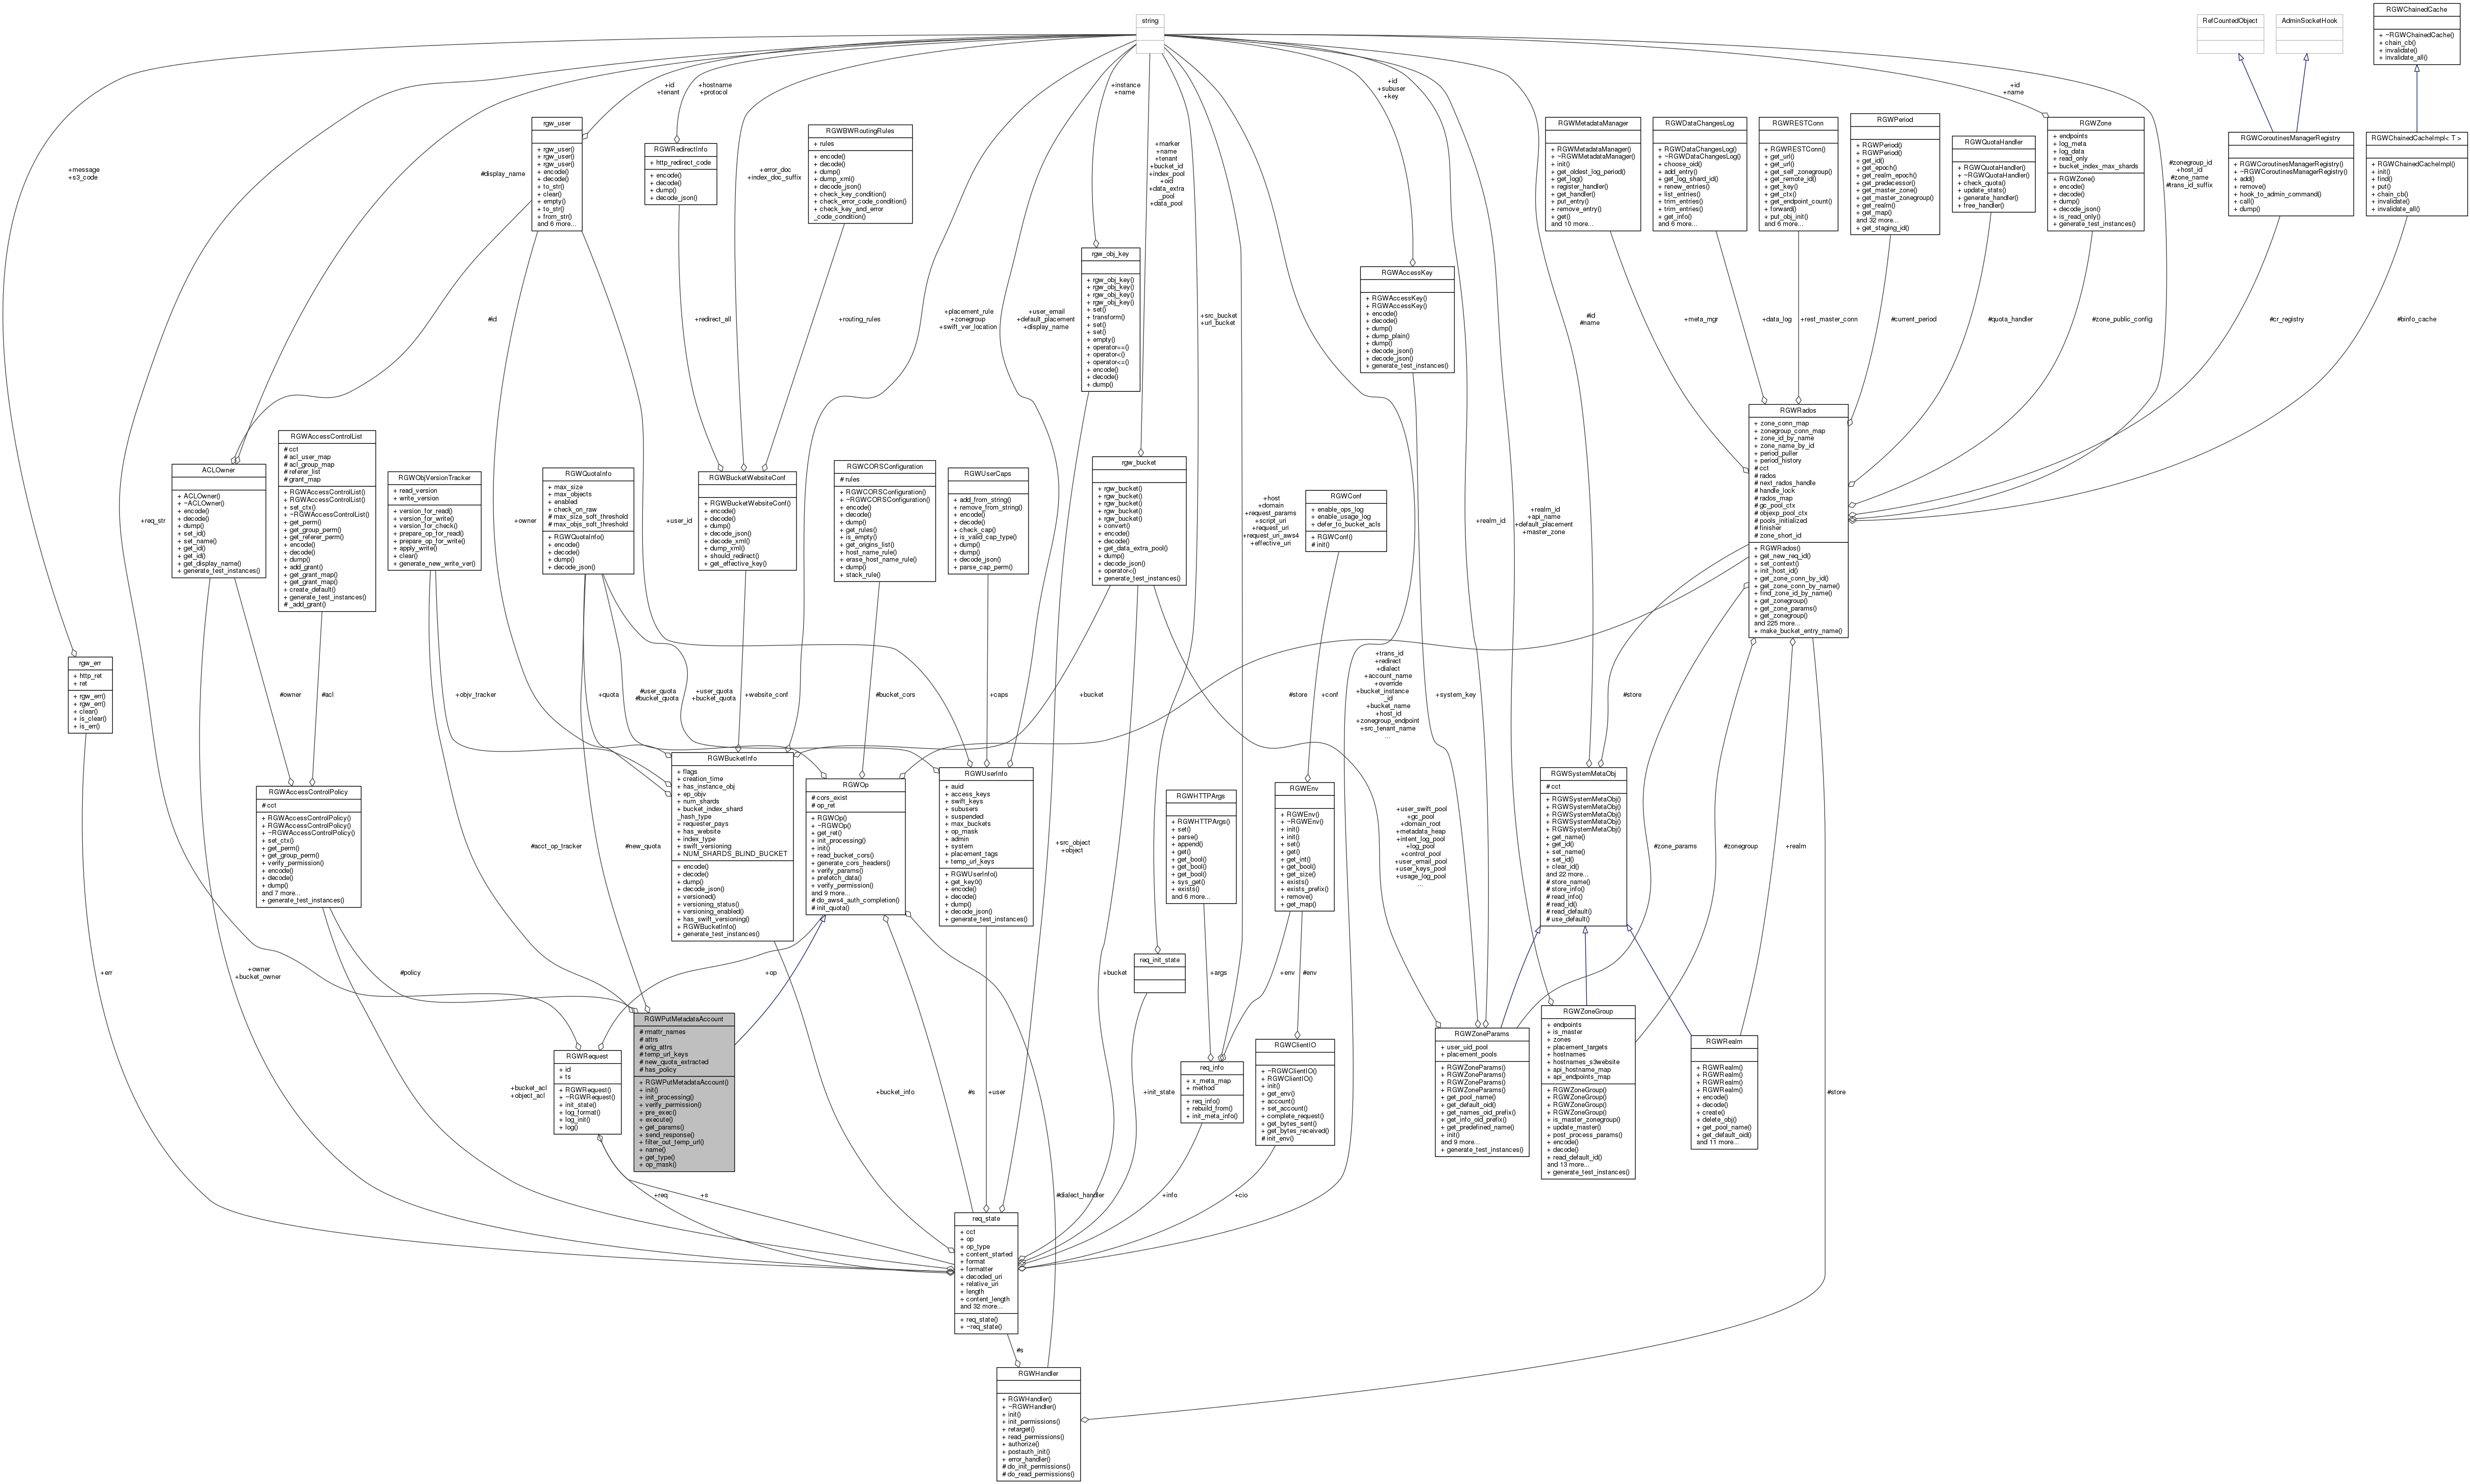 string
RefCountedObject
AdminSocketHook
RGWChainedCache
+ ~RGWChainedCache()
+ chain_cb()
+ invalidate()
+ invalidate_all()
rgw_user
+ rgw_user()
+ rgw_user()
+ rgw_user()
+ encode()
+ decode()
+ to_str()
+ clear()
+ empty()
+ to_str()
+ from_str()
and 6 more...
RGWRedirectInfo
+ http_redirect_code
+ encode()
+ decode()
+ dump()
+ decode_json()
RGWBWRoutingRules
+ rules
+ encode()
+ decode()
+ dump()
+ dump_xml()
+ decode_json()
+ check_key_condition()
+ check_error_code_condition()
+ check_key_and_error
_code_condition()
rgw_obj_key
+ rgw_obj_key()
+ rgw_obj_key()
+ rgw_obj_key()
+ rgw_obj_key()
+ set()
+ transform()
+ set()
+ set()
+ empty()
+ operator==()
+ operator<()
+ operator<=()
+ encode()
+ decode()
+ dump()
RGWAccessKey
+ RGWAccessKey()
+ RGWAccessKey()
+ encode()
+ decode()
+ dump()
+ dump_plain()
+ dump()
+ decode_json()
+ decode_json()
+ generate_test_instances()
RGWMetadataManager
+ RGWMetadataManager()
+ ~RGWMetadataManager()
+ init()
+ get_oldest_log_period()
+ get_log()
+ register_handler()
+ get_handler()
+ put_entry()
+ remove_entry()
+ get()
and 10 more...
RGWDataChangesLog
+ RGWDataChangesLog()
+ ~RGWDataChangesLog()
+ choose_oid()
+ add_entry()
+ get_log_shard_id()
+ renew_entries()
+ list_entries()
+ trim_entries()
+ trim_entries()
+ get_info()
and 6 more...
RGWRESTConn
+ RGWRESTConn()
+ get_url()
+ get_url()
+ get_self_zonegroup()
+ get_remote_id()
+ get_key()
+ get_ctx()
+ get_endpoint_count()
+ forward()
+ put_obj_init()
and 6 more...
RGWPeriod
+ RGWPeriod()
+ RGWPeriod()
+ get_id()
+ get_epoch()
+ get_realm_epoch()
+ get_predecessor()
+ get_master_zone()
+ get_master_zonegroup()
+ get_realm()
+ get_map()
and 32 more...
+ get_staging_id()
RGWQuotaHandler
+ RGWQuotaHandler()
+ ~RGWQuotaHandler()
+ check_quota()
+ update_stats()
+ generate_handler()
+ free_handler()
RGWZone
+ endpoints
+ log_meta
+ log_data
+ read_only
+ bucket_index_max_shards
+ RGWZone()
+ encode()
+ decode()
+ dump()
+ decode_json()
+ is_read_only()
+ generate_test_instances()
RGWCoroutinesManagerRegistry
+ RGWCoroutinesManagerRegistry()
+ ~RGWCoroutinesManagerRegistry()
+ add()
+ remove()
+ hook_to_admin_command()
+ call()
+ dump()
RGWChainedCacheImpl< T >
+ RGWChainedCacheImpl()
+ init()
+ find()
+ put()
+ chain_cb()
+ invalidate()
+ invalidate_all()
+message
+s3_code
#display_name
+id
+tenant
+hostname
+protocol
+error_doc
+index_doc_suffix
+instance
+name
+marker
+name
+tenant
+bucket_id
+index_pool
+oid
+data_extra
_pool
+data_pool
+id
+subuser
+key
+id
+name
#zonegroup_id
+host_id
#zone_name
#trans_id_suffix
#id
+redirect_all
+routing_rules
+placement_rule
+zonegroup
+swift_ver_location
+user_email
+default_placement
+display_name
+src_bucket
+url_bucket
#id
#name
+meta_mgr
+data_log
+rest_master_conn
#current_period
#quota_handler
#zone_public_config
#cr_registry
#binfo_cache
ACLOwner
+ ACLOwner()
+ ~ACLOwner()
+ encode()
+ decode()
+ dump()
+ set_id()
+ set_name()
+ get_id()
+ get_id()
+ get_display_name()
+ generate_test_instances()
RGWAccessControlList
# cct
# acl_user_map
# acl_group_map
# referer_list
# grant_map
+ RGWAccessControlList()
+ RGWAccessControlList()
+ set_ctx()
+ ~RGWAccessControlList()
+ get_perm()
+ get_group_perm()
+ get_referer_perm()
+ encode()
+ decode()
+ dump()
+ add_grant()
+ get_grant_map()
+ get_grant_map()
+ create_default()
+ generate_test_instances()
# _add_grant()
RGWObjVersionTracker
+ read_version
+ write_version
+ version_for_read()
+ version_for_write()
+ version_for_check()
+ prepare_op_for_read()
+ prepare_op_for_write()
+ apply_write()
+ clear()
+ generate_new_write_ver()
RGWQuotaInfo
+ max_size
+ max_objects
+ enabled
+ check_on_raw
# max_size_soft_threshold
# max_objs_soft_threshold
+ RGWQuotaInfo()
+ encode()
+ decode()
+ dump()
+ decode_json()
RGWBucketWebsiteConf
+ RGWBucketWebsiteConf()
+ encode()
+ decode()
+ dump()
+ decode_json()
+ decode_xml()
+ dump_xml()
+ should_redirect()
+ get_effective_key()
RGWCORSConfiguration
# rules
+ RGWCORSConfiguration()
+ ~RGWCORSConfiguration()
+ encode()
+ decode()
+ dump()
+ get_rules()
+ is_empty()
+ get_origins_list()
+ host_name_rule()
+ erase_host_name_rule()
+ dump()
+ stack_rule()
RGWUserCaps
+ add_from_string()
+ remove_from_string()
+ encode()
+ decode()
+ check_cap()
+ is_valid_cap_type()
+ dump()
+ dump()
+ decode_json()
+ parse_cap_perm()
rgw_bucket
+ rgw_bucket()
+ rgw_bucket()
+ rgw_bucket()
+ rgw_bucket()
+ rgw_bucket()
+ convert()
+ encode()
+ decode()
+ get_data_extra_pool()
+ dump()
+ decode_json()
+ operator<()
+ generate_test_instances()
RGWConf
+ enable_ops_log
+ enable_usage_log
+ defer_to_bucket_acls
+ RGWConf()
# init()
RGWRados
+ zone_conn_map
+ zonegroup_conn_map
+ zone_id_by_name
+ zone_name_by_id
+ period_puller
+ period_history
# cct
# rados
# next_rados_handle
# handle_lock
# rados_map
# gc_pool_ctx
# objexp_pool_ctx
# pools_initialized
# finisher
# zone_short_id
+ RGWRados()
+ get_new_req_id()
+ set_context()
+ init_host_id()
+ get_zone_conn_by_id()
+ get_zone_conn_by_name()
+ find_zone_id_by_name()
+ get_zonegroup()
+ get_zone_params()
+ get_zonegroup()
and 225 more...
+ make_bucket_entry_name()
+req_str
+owner
+user_id
+host
+domain
+request_params
+script_uri
+request_uri
+request_uri_aws4
+effective_uri
+realm_id
+realm_id
+api_name
+default_placement
+master_zone
rgw_err
+ http_ret
+ ret
+ rgw_err()
+ rgw_err()
+ clear()
+ is_clear()
+ is_err()
#owner
#acl
+objv_tracker
+quota
#user_quota
#bucket_quota
+user_quota
+bucket_quota
+website_conf
#bucket_cors
+caps
+bucket
#store
+conf
+trans_id
+redirect
+dialect
+account_name
+override
+bucket_instance
_id
+bucket_name
+host_id
+zonegroup_endpoint
+src_tenant_name
...
+system_key
#store
RGWAccessControlPolicy
# cct
+ RGWAccessControlPolicy()
+ RGWAccessControlPolicy()
+ ~RGWAccessControlPolicy()
+ set_ctx()
+ get_perm()
+ get_group_perm()
+ verify_permission()
+ encode()
+ decode()
+ dump()
and 7 more...
+ generate_test_instances()
RGWBucketInfo
+ flags
+ creation_time
+ has_instance_obj
+ ep_objv
+ num_shards
+ bucket_index_shard
_hash_type
+ requester_pays
+ has_website
+ index_type
+ swift_versioning
+ NUM_SHARDS_BLIND_BUCKET
+ encode()
+ decode()
+ dump()
+ decode_json()
+ versioned()
+ versioning_status()
+ versioning_enabled()
+ has_swift_versioning()
+ RGWBucketInfo()
+ generate_test_instances()
RGWOp
# cors_exist
# op_ret
+ RGWOp()
+ ~RGWOp()
+ get_ret()
+ init_processing()
+ init()
+ read_bucket_cors()
+ generate_cors_headers()
+ verify_params()
+ prefetch_data()
+ verify_permission()
and 9 more...
# do_aws4_auth_completion()
# init_quota()
RGWUserInfo
+ auid
+ access_keys
+ swift_keys
+ subusers
+ suspended
+ max_buckets
+ op_mask
+ admin
+ system
+ placement_tags
+ temp_url_keys
+ RGWUserInfo()
+ get_key0()
+ encode()
+ decode()
+ dump()
+ decode_json()
+ generate_test_instances()
RGWHTTPArgs
+ RGWHTTPArgs()
+ set()
+ parse()
+ append()
+ get()
+ get_bool()
+ get_bool()
+ get_bool()
+ sys_get()
+ exists()
and 6 more...
RGWEnv
+ RGWEnv()
+ ~RGWEnv()
+ init()
+ init()
+ set()
+ get()
+ get_int()
+ get_bool()
+ get_size()
+ exists()
+ exists_prefix()
+ remove()
+ get_map()
RGWSystemMetaObj
# cct
+ RGWSystemMetaObj()
+ RGWSystemMetaObj()
+ RGWSystemMetaObj()
+ RGWSystemMetaObj()
+ RGWSystemMetaObj()
+ get_name()
+ get_id()
+ set_name()
+ set_id()
+ clear_id()
and 22 more...
# store_name()
# store_info()
# read_info()
# read_id()
# read_default()
# use_default()
#acct_op_tracker
#new_quota
+src_object
+object
+user_swift_pool
+gc_pool
+domain_root
+metadata_heap
+intent_log_pool
+log_pool
+control_pool
+user_email_pool
+user_keys_pool
+usage_log_pool
...
#zone_params
#zonegroup
+realm
+err
+owner
+bucket_owner
#policy
+op
+bucket
+args
+env
#env
req_init_state
RGWPutMetadataAccount
# rmattr_names
# attrs
# orig_attrs
# temp_url_keys
# new_quota_extracted
# has_policy
+ RGWPutMetadataAccount()
+ init()
+ init_processing()
+ verify_permission()
+ pre_exec()
+ execute()
+ get_params()
+ send_response()
+ filter_out_temp_url()
+ name()
+ get_type()
+ op_mask()
RGWRequest
+ id
+ ts
+ RGWRequest()
+ ~RGWRequest()
+ init_state()
+ log_format()
+ log_init()
+ log()
req_info
+ x_meta_map
+ method
+ req_info()
+ rebuild_from()
+ init_meta_info()
RGWClientIO
+ ~RGWClientIO()
+ RGWClientIO()
+ init()
+ get_env()
+ account()
+ set_account()
+ complete_request()
+ get_bytes_sent()
+ get_bytes_received()
# init_env()
RGWZoneParams
+ user_uid_pool
+ placement_pools
+ RGWZoneParams()
+ RGWZoneParams()
+ RGWZoneParams()
+ RGWZoneParams()
+ get_pool_name()
+ get_default_oid()
+ get_names_oid_prefix()
+ get_info_oid_prefix()
+ get_predefined_name()
+ init()
and 9 more...
+ generate_test_instances()
RGWZoneGroup
+ endpoints
+ is_master
+ zones
+ placement_targets
+ hostnames
+ hostnames_s3website
+ api_hostname_map
+ api_endpoints_map
+ RGWZoneGroup()
+ RGWZoneGroup()
+ RGWZoneGroup()
+ RGWZoneGroup()
+ is_master_zonegroup()
+ update_master()
+ post_process_params()
+ encode()
+ decode()
+ read_default_id()
and 13 more...
+ generate_test_instances()
RGWRealm
+ RGWRealm()
+ RGWRealm()
+ RGWRealm()
+ RGWRealm()
+ encode()
+ decode()
+ create()
+ delete_obj()
+ get_pool_name()
+ get_default_oid()
and 11 more...
+bucket_acl
+object_acl
+bucket_info
#s
+user
+init_state
#store
+req
+s
#dialect_handler
+info
+cio
req_state
+ cct
+ op
+ op_type
+ content_started
+ format
+ formatter
+ decoded_uri
+ relative_uri
+ length
+ content_length
and 32 more...
+ req_state()
+ ~req_state()
#s
RGWHandler
+ RGWHandler()
+ ~RGWHandler()
+ init()
+ init_permissions()
+ retarget()
+ read_permissions()
+ authorize()
+ postauth_init()
+ error_handler()
# do_init_permissions()
# do_read_permissions()